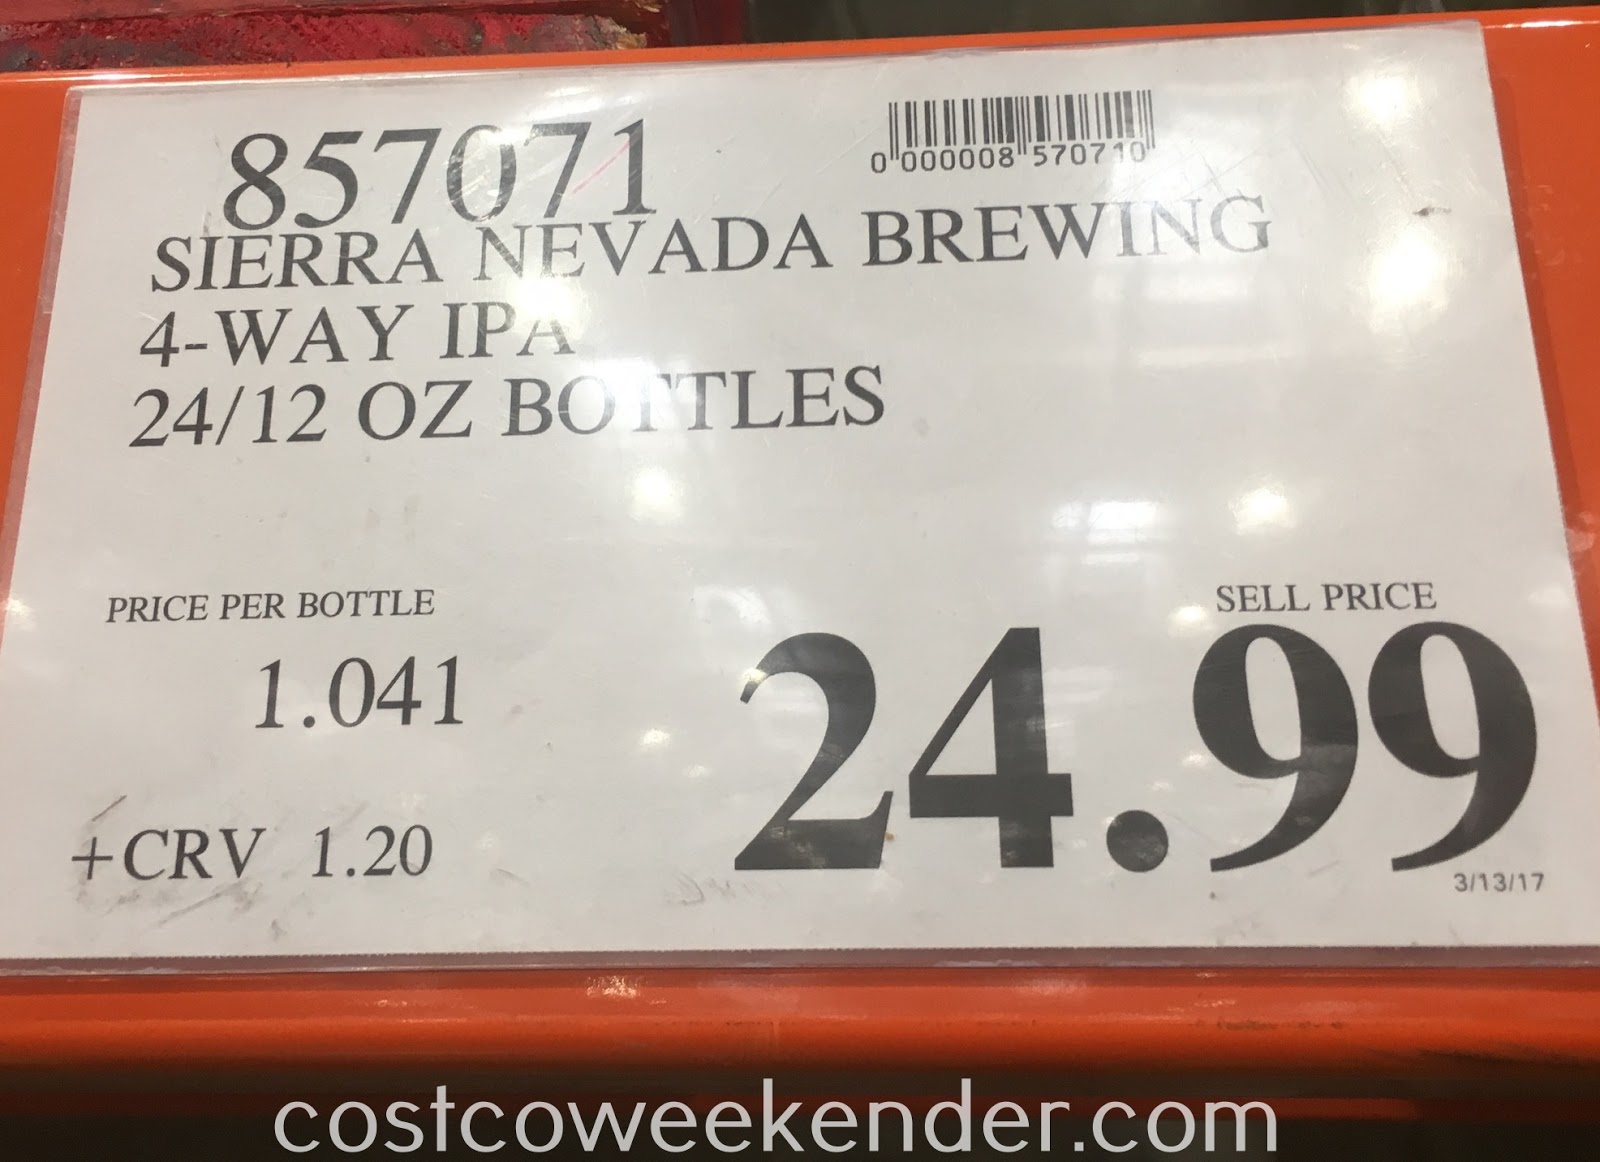 857071
0 000008 570710
SIERRA NEVADA BREWING
4-WAY IPA
24/12 OZ BOTTLES
PRICE PER BOTTLE
1.041
+CRV 1.20
SELL PRICE
24.99
3/13/17
costcoweekender.com